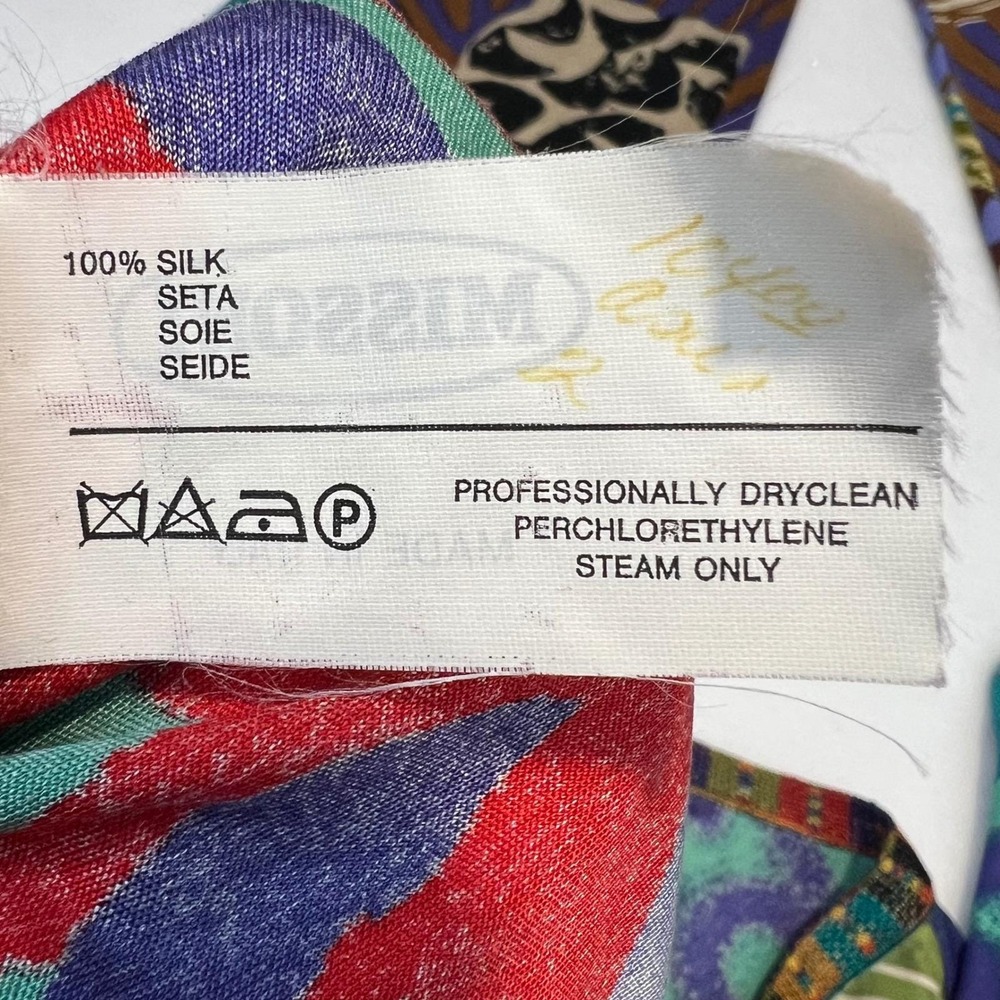 100% SILK
SETA
SOIE
SEIDE
P
PROFESSIONALLY DRYCLEAN
PERCHLORETHYLENE
STEAM ONLY